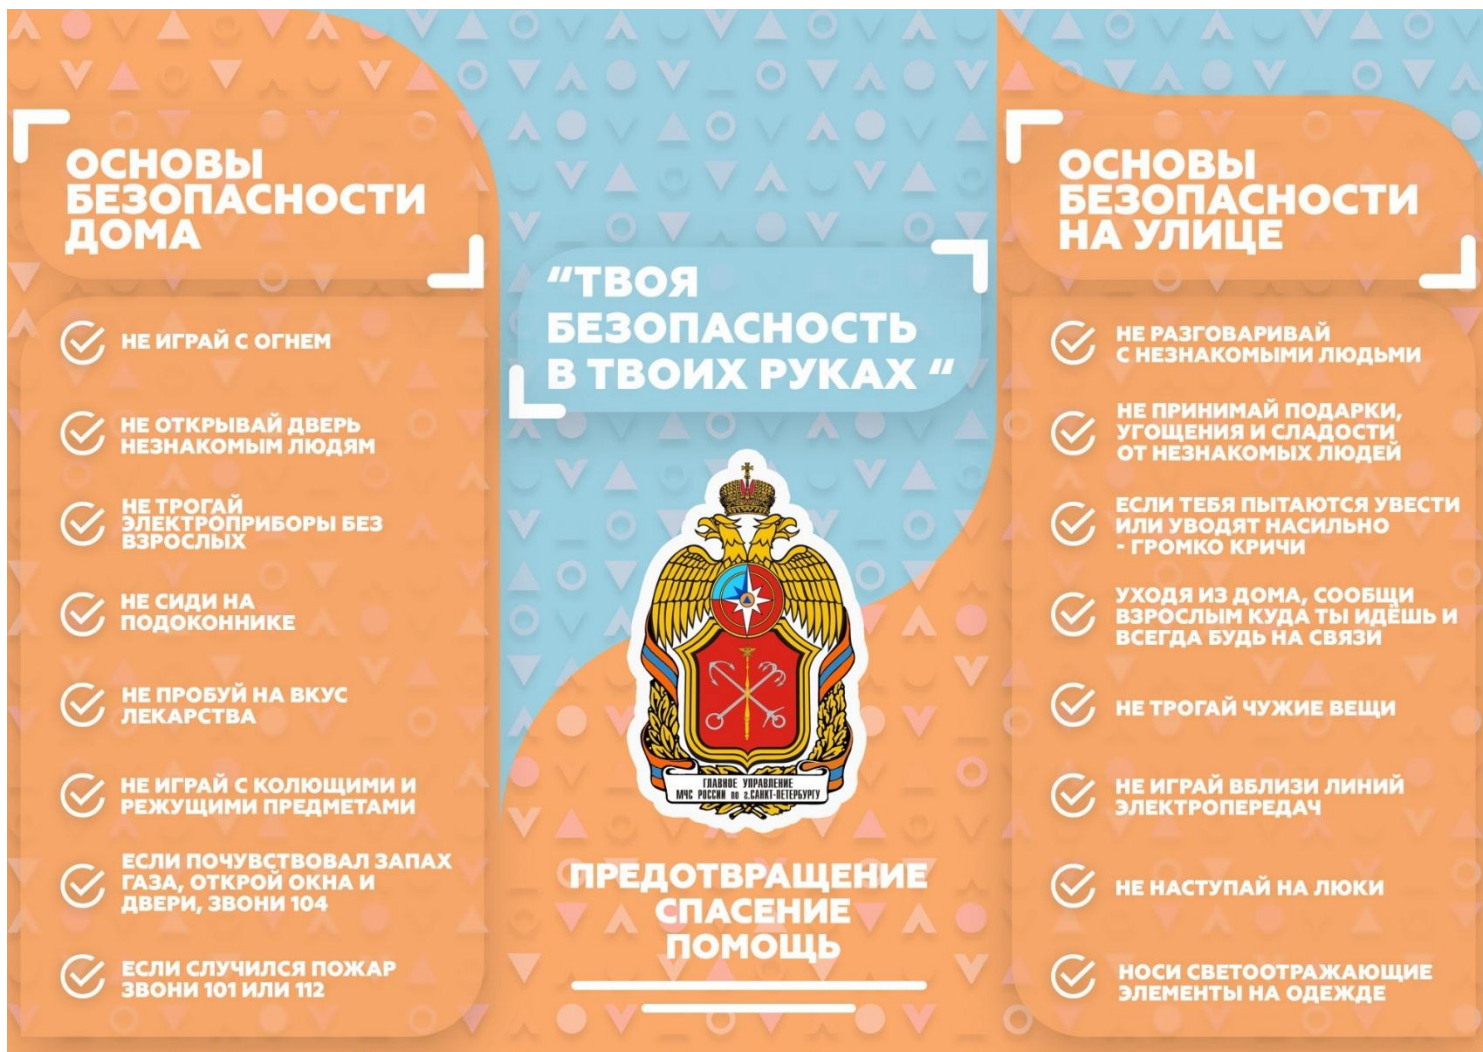 ОСНОВЫ
БЕЗОПАСНОСТИ
ДОМА
НЕ ИГРАЙ С ОГНЕМ
НЕ ОТКРЫВАЙ ДВЕРЬ
НЕЗНАКОМЫМ ЛЮДЯМ
НЕ ТРОГАЙ
ЭЛЕКТРОПРИБОРЫ БЕЗ
ВЗРОСЛЫХ
НЕ СИДИ НА
ПОДОКОННИКЕ
НЕ ПРОБУЙ НА ВКУС
ЛЕКАРСТВА
НЕ ИГРАЙ С КОЛЮЩИМИ И
РЕЖУЩИМИ ПРЕДМЕТАМИ
ЕСЛИ ПОЧУВСТВОВАЛ ЗАПАХ
ГАЗА, ОТКРОЙ ОКНА И
ДВЕРИ, ЗВОНИ 104
ЕСЛИ СЛУЧИЛСЯ ПОЖАР
ЗВОНИ 101 ИЛИ 112
“ТВОЯ
БЕЗОПАСНОСТЬ
В ТВОИХ РУКАХ “
ГЛАВНОЕ УПРАВЛЕНИЕ
МЧС РОССИИ по г.САНКТ-ПЕТЕРБУРГУ
ПРЕДОТВРАЩЕНИЕ
СПАСЕНИЕ
ПОМОЩЬ
ОСНОВЫ
БЕЗОПАСНОСТИ
НА УЛИЦЕ
НЕ РАЗГОВАРИВАЙ
С НЕЗНАКОМЫМИ ЛЮДЬМИ
НЕ ПРИНИМАЙ ПОДАРКИ,
УГОЩЕНИЯ И СЛАДОСТИ
ОТ НЕЗНАКОМЫХ ЛЮДЕЙ
ЕСЛИ ТЕБЯ ПЫТАЮТСЯ УВЕСТИ
ИЛИ УВОДЯТ НАСИЛЬНО
- ГРОМКО КРИЧИ
УХОДЯ ИЗ ДОМА, СООБЩИ
ВЗРОСЛЫМ КУДА ТЫ ИДЁШЬ И
ВСЕГДА БУДЬ НА СВЯЗИ
НЕ ТРОГАЙ ЧУЖИЕ ВЕЩИ
НЕ ИГРАЙ ВБЛИЗИ ЛИНИЙ
ЭЛЕКТРОПЕРЕДАЧ
НЕ НАСТУПАЙ НА ЛЮКИ
НОСИ СВЕТООТРАЖАЮЩИЕ
ЭЛЕМЕНТЫ НА ОДЕЖДЕ